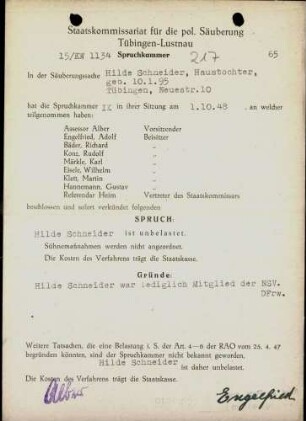 Staatskommissariat für die pol. Säuberung
Tübingen-Lustnau
15/EW 1134 Spruchkammer 217 65
In der Säuberungssache Hilde Schneider, Haustochter,
geb. 10.1.95
Tübingen, Neuestr.10
hat die Spruchkammer IX in ihrer Sitzung am 1.10.48 . an welcher
teilgenommen haben:
Assessor Alber Vorsitzender
Engelfried, Adolf Beisitzer
Bäder, Richard "
Konz, Rudolf "
Märkle, Karl "
Eisele, Wilhelm "
Klett, Martin "
Hannemann, Gustav "
Referendar Heim Vertreter des Staatskommissars
beschlossen und sofort verkündet folgenden
SPRUCH:
Hilde Schneider ist unbelastet.
Sühnemaßnahmen werden nicht angeordnet.
Die Kosten des Verfahrens trägt die Staatskasse.
Gründe:
Hilde Schneider war lediglich Mitglied der NSV.
DFrw.
Weitere Tatsachen, die eine Belastung i. S. der Art. 4—6 der RAO vom 25. 4. 47
begründen könnten, sind der Spruchkammer nicht bekannt geworden.
Hilde Schneider ist daher unbelastet.
Die Kosten des Verfahrens trägt die Staatskasse.
Alber Engelfried